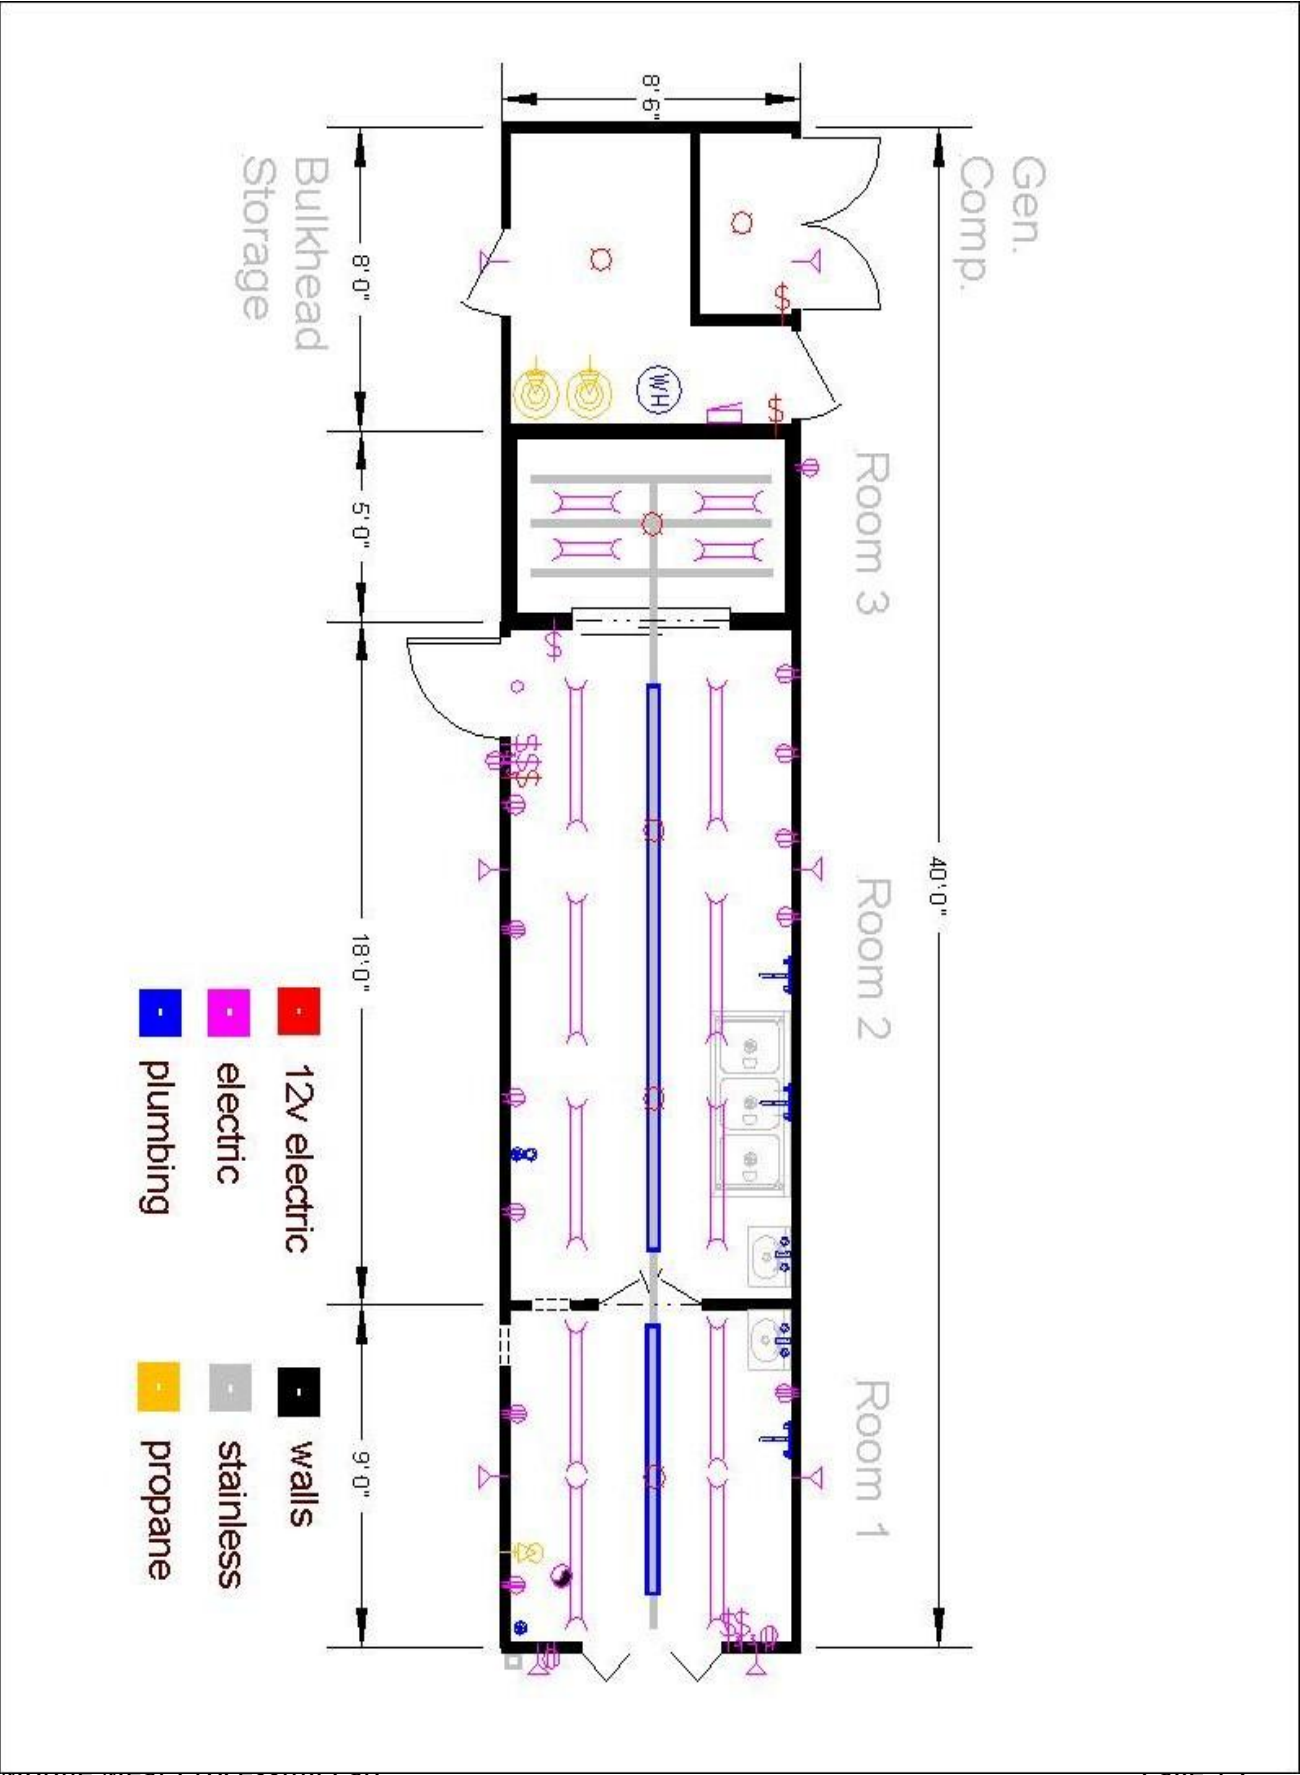 8'6"
Gen.
Comp.
Bulkhead
Storage
8'0"
WH
$
$
Room 3
5'0"
$
$$$
$
40'0"
Room 2
18'0"
12v electric
electric
plumbing
walls
stainless
propane
Room 1
9'0"
$$